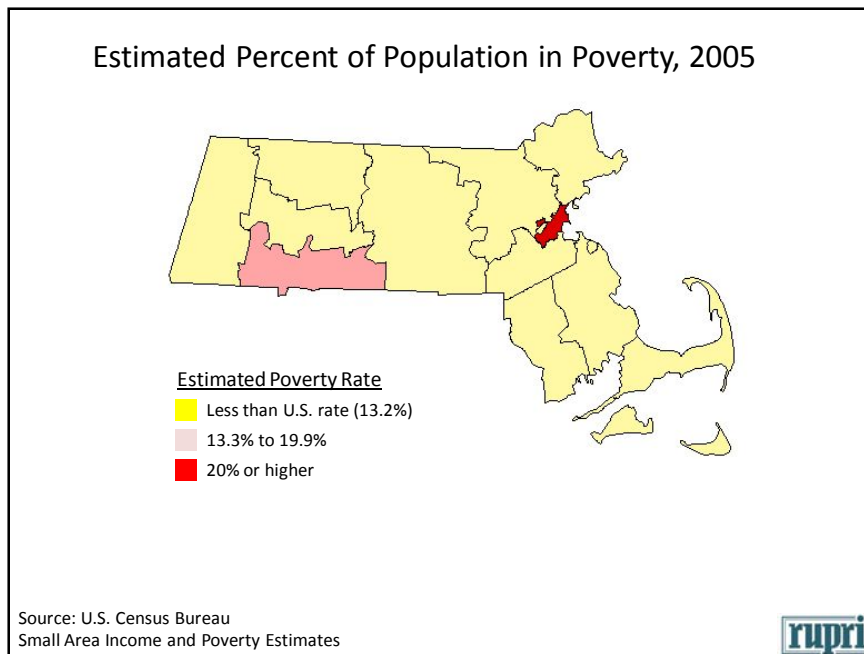 Estimated Percent of Population in Poverty, 2005
Estimated Poverty Rate
Less than U.S. rate (13.2%)
13.3% to 19.9%
20% or higher
Source: U.S. Census Bureau
Small Area Income and Poverty Estimates
rupri